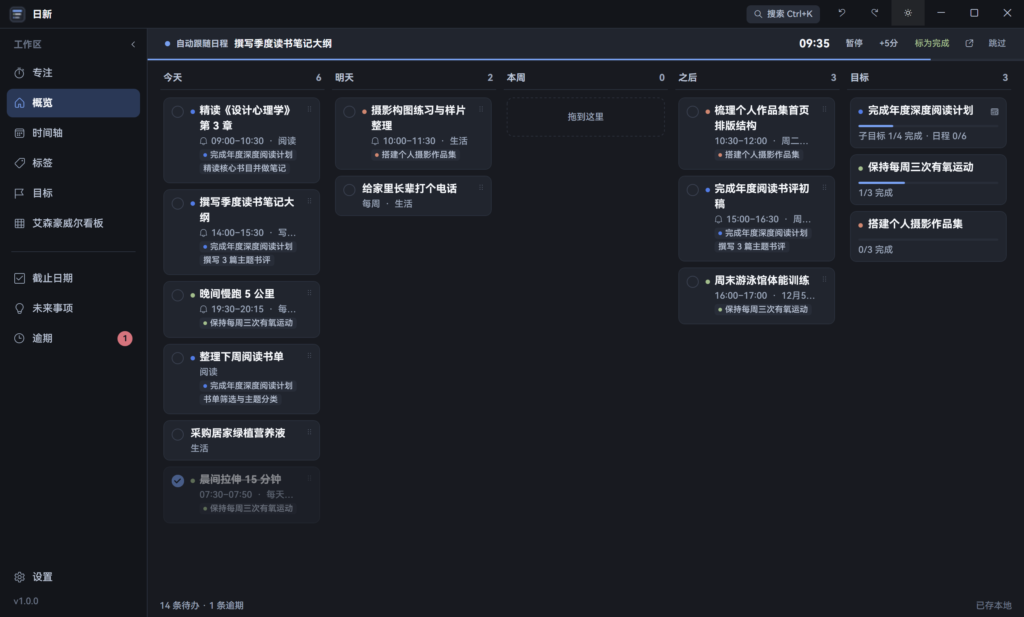 日新
搜索 Ctrl+K
工作区
专注
概览
时间轴
标签
目标
艾森豪威尔看板
截止日期
未来事项
逾期
1
设置
v1.0.0
自动跟随日程 撰写季度读书笔记大纲
09:35 暂停 +5分 标为完成 跳过
今天 6
精读《设计心理学》
第 3 章
09:00–10:30 · 阅读
完成年度深度阅读计划
精读核心书目并做笔记
撰写季度读书笔记大
纲
14:00–15:30 · 写...
完成年度深度阅读计划
撰写 3 篇主题书评
晚间慢跑 5 公里
19:30–20:15 · 每...
保持每周三次有氧运动
整理下周阅读书单
阅读
完成年度深度阅读计划
书单筛选与主题分类
采购居家绿植营养液
生活
晨间拉伸 15 分钟
07:30–07:50 · 每天...
保持每周三次有氧运动
明天 2
摄影构图练习与样片
整理
10:00–11:30 · 生活
搭建个人摄影作品集
给家里长辈打个电话
每周 · 生活
本周 0
拖到这里
之后 3
梳理个人作品集首页
排版结构
10:30–12:00 · 周二...
搭建个人摄影作品集
完成年度阅读书评初
稿
15:00–16:30 · 周...
完成年度深度阅读计划
撰写 3 篇主题书评
周末游泳馆体能训练
16:00–17:00 · 12月5...
保持每周三次有氧运动
目标 3
完成年度深度阅读计划
子目标 1/4 完成 · 日程 0/6
保持每周三次有氧运动
1/3 完成
搭建个人摄影作品集
0/3 完成
14 条待办 · 1 条逾期
已存本地